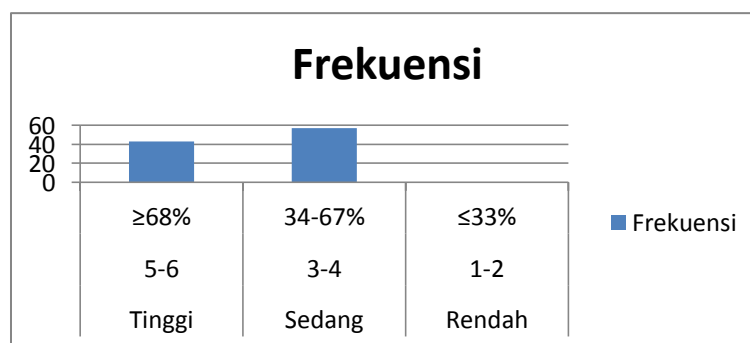 Frekuensi
60
40
20
0
≥68% 34-67% ≤33%
5-6 3-4 1-2
Tinggi Sedang Rendah
Frekuensi